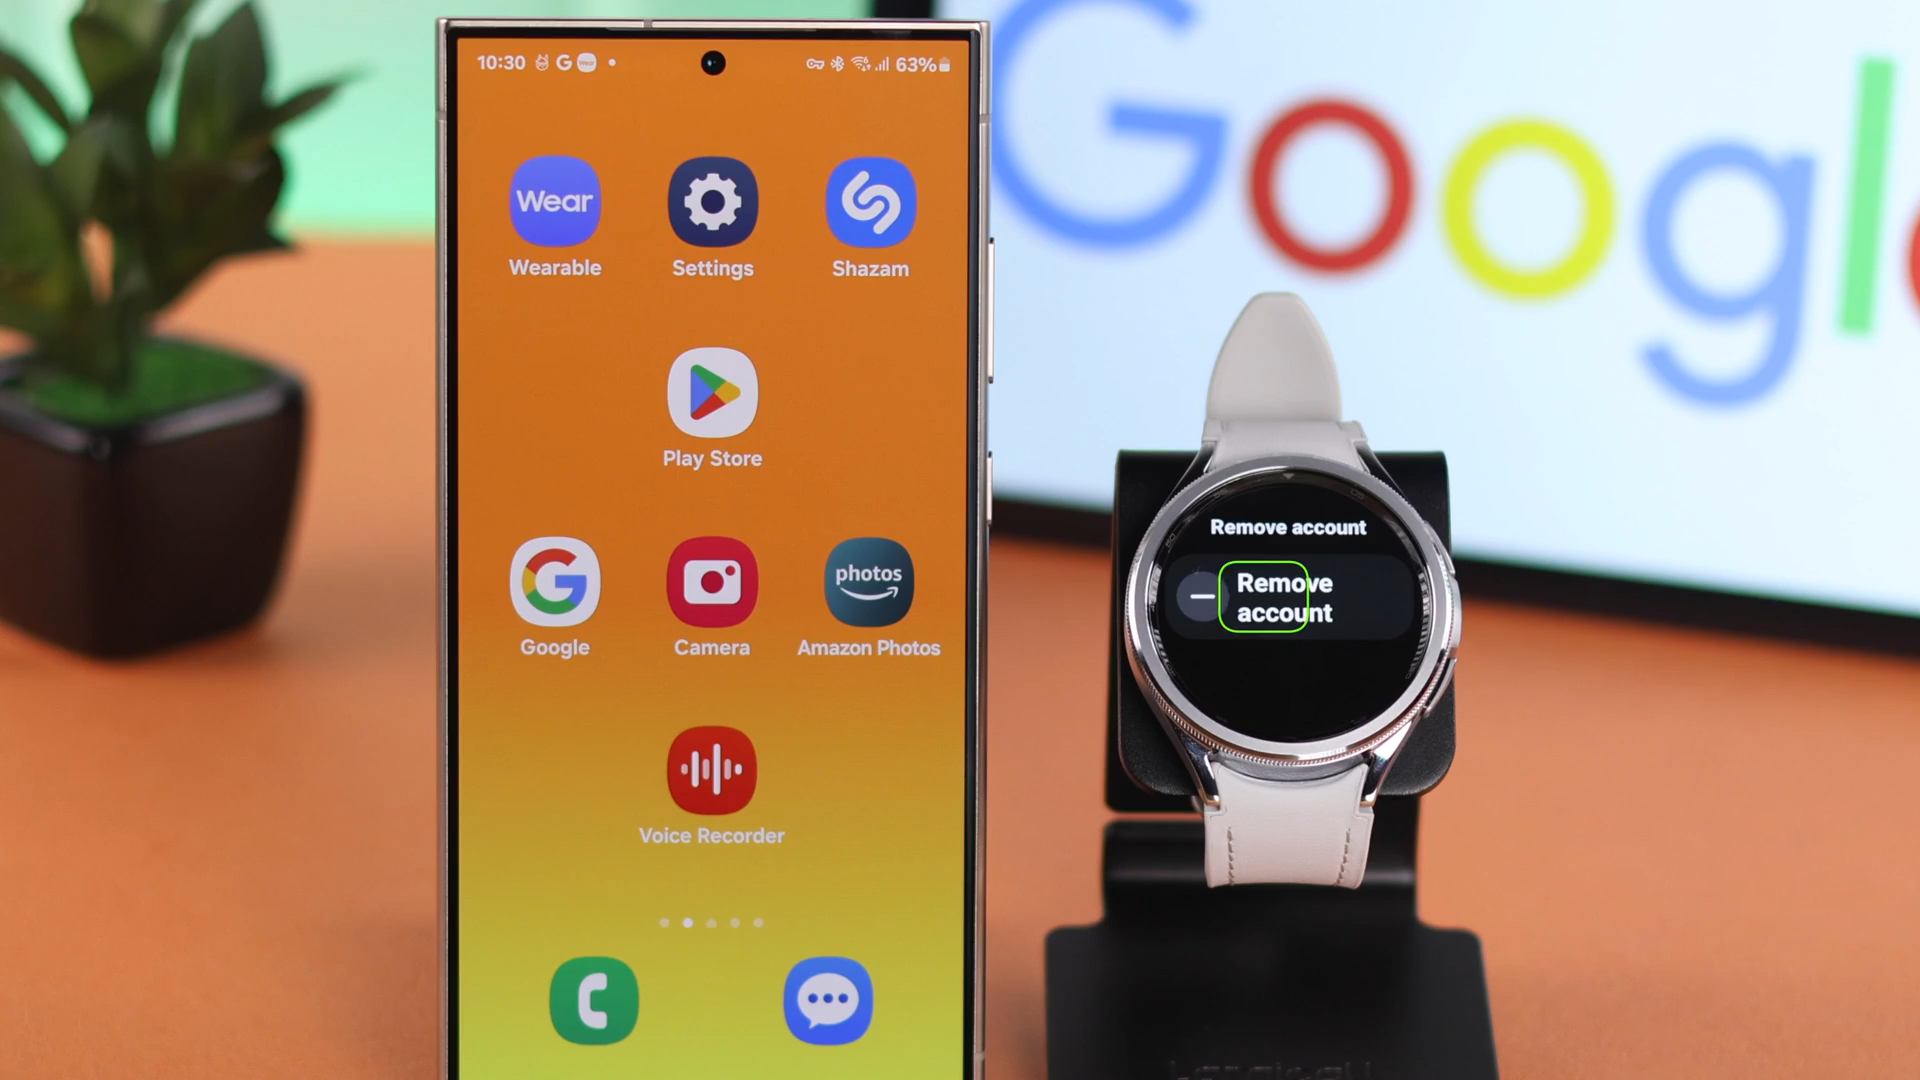 10:30
63%
Wear
Wearable
Settings
Shazam
Play Store
photos
Google
Camera
Amazon Photos
Voice Recorder
Googl
Remove account
Remove
account